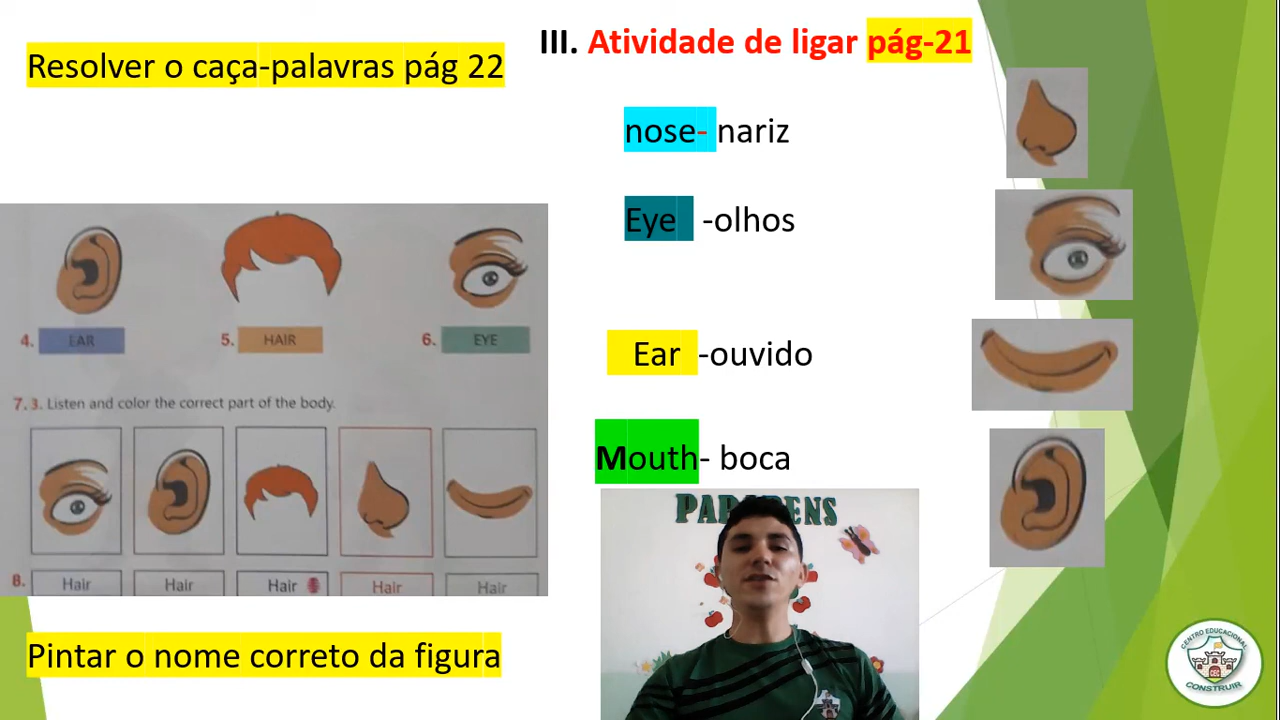 Resolver o caça-palavras pág 22
III. Atividade de ligar pág-21
nose- nariz
Eye -olhos
Ear -ouvido
Mouth- boca
4. EAR
5. HAIR
6. EYE
7. 3. Listen and color the correct part of the body.
8. Hair Hair Hair Hair Hair
Pintar o nome correto da figura
PARABENS
CENTRO EDUCACIONAL
CEC
CONSTRUIR